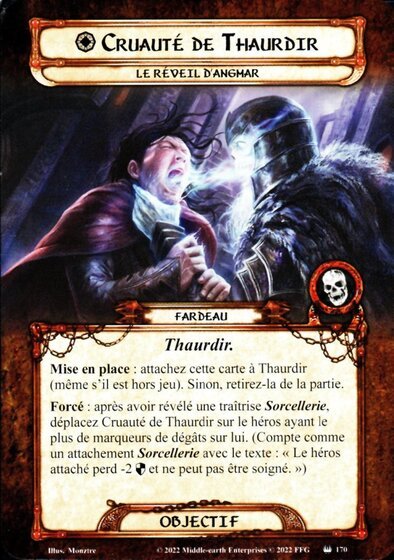 Cruauté de Thaurdir
Le Réveil d'Angmar
Fardeau
Thaurdir.
Mise en place : attachez cette carte à Thaurdir
(même s'il est hors jeu). Sinon, retirez-la de la partie.
Forcé : après avoir révélé une traîtrise Sorcellerie,
déplacez Cruauté de Thaurdir sur le héros ayant le
plus de marqueurs de dégâts sur lui. (Compte comme
un attachement Sorcellerie avec le texte : « Le héros
attaché perd -2 et ne peut pas être soigné. »)
Objectif
Illus. Monztre © 2022 Middle-earth Enterprises © 2022 FFG 170